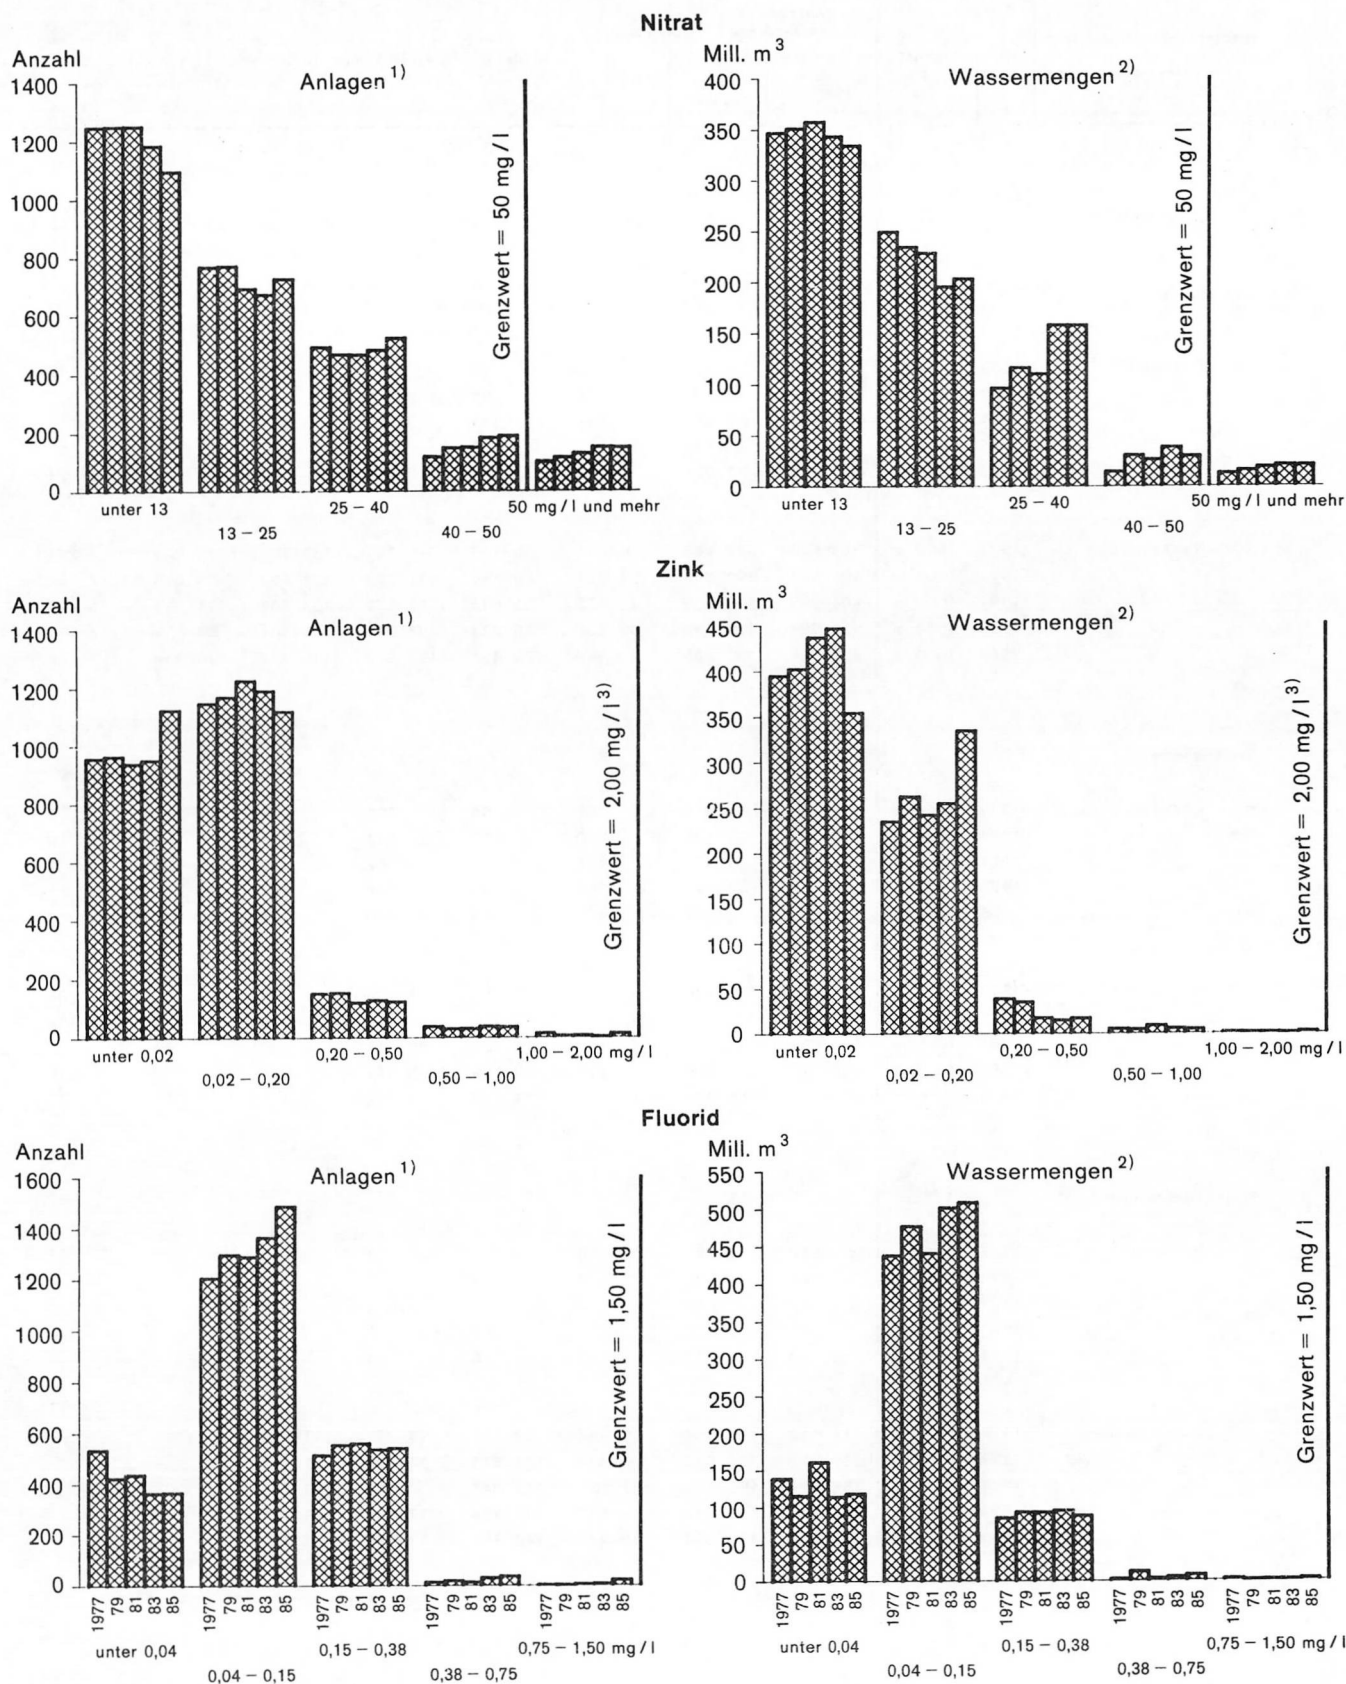 Nitrat
Anzahl
Anlagen 1)
1400
1200
1000
800
600
400
200
0
Grenzwert = 50 mg/l
unter 13
13 – 25
25 – 40
40 – 50
50 mg/l und mehr
Mill. m3
Wassermengen 2)
400
350
300
250
200
150
100
50
0
Grenzwert = 50 mg/l
unter 13
13 – 25
25 – 40
40 – 50
50 mg/l und mehr
Zink
Anzahl
Anlagen 1)
1400
1200
1000
800
600
400
200
0
Grenzwert = 2,00 mg/l 3)
unter 0,02
0,02 – 0,20
0,20 – 0,50
0,50 – 1,00
1,00 – 2,00 mg/l
Mill. m3
Wassermengen 2)
450
400
350
300
250
200
150
100
50
0
Grenzwert = 2,00 mg/l 3)
unter 0,02
0,02 – 0,20
0,20 – 0,50
0,50 – 1,00
1,00 – 2,00 mg/l
Fluorid
Anzahl
Anlagen 1)
1600
1400
1200
1000
800
600
400
200
0
Grenzwert = 1,50 mg/l
1977 79 81 83 85 1977 79 81 83 85 1977 79 81 83 85 1977 79 81 83 85 1977 79 81 83 85
unter 0,04
0,04 – 0,15
0,15 – 0,38
0,38 – 0,75
0,75 – 1,50 mg/l
Mill. m3
Wassermengen 2)
550
500
450
400
350
300
250
200
150
100
50
0
Grenzwert = 1,50 mg/l
1977 79 81 83 85 1977 79 81 83 85 1977 79 81 83 85 1977 79 81 83 85 1977 79 81 83 85
unter 0,04
0,04 – 0,15
0,15 – 0,38
0,38 – 0,75
0,75 – 1,50 mg/l